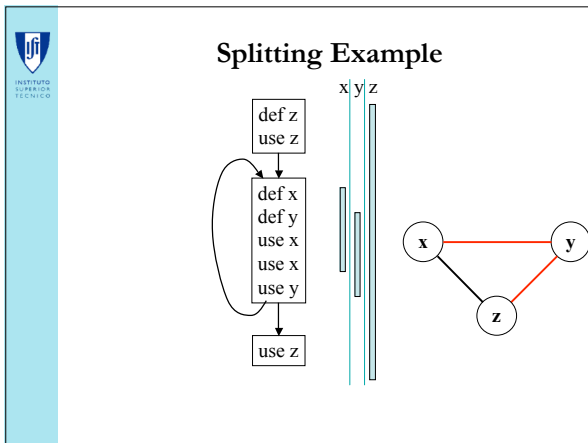 INSTITUTO
SUPERIOR
TÉCNICO
Splitting Example
x y z
def z
use z
def x
def y
use x
use x
use y
use z
x
y
z